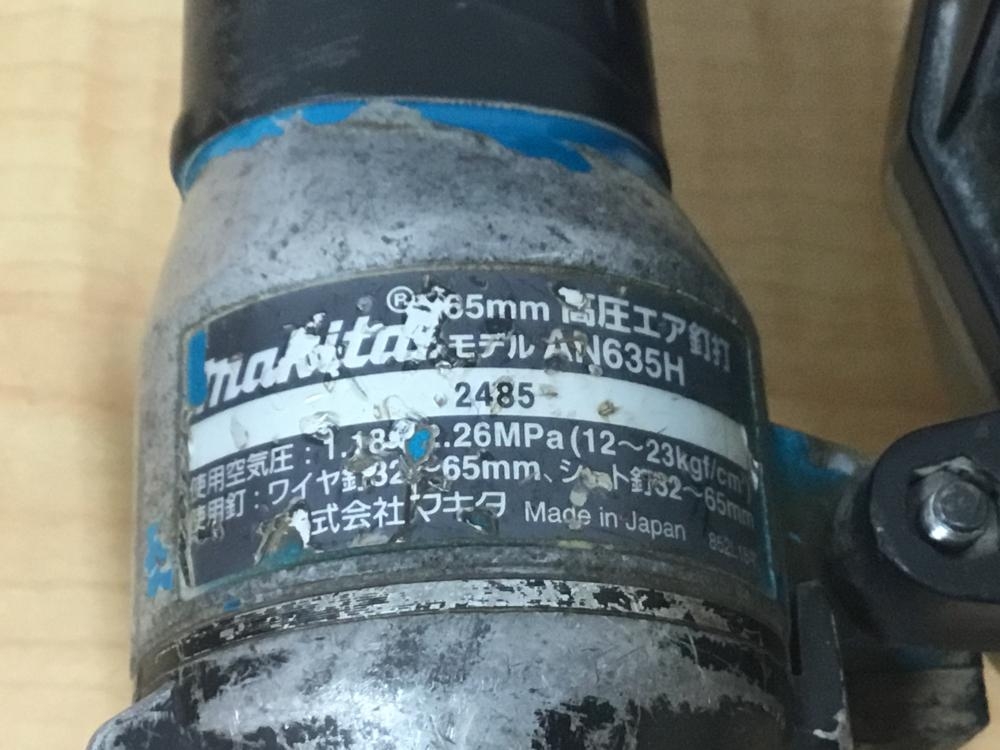 makita® 65mm 高圧エア釘打
モデル AN635H
2485
使用空気圧：1.18 2.26MPa(12～23kgf/cm²)
使用釘：ワイヤ釘32～65mm、シート釘32～65mm
式会社マキタ Made in Japan